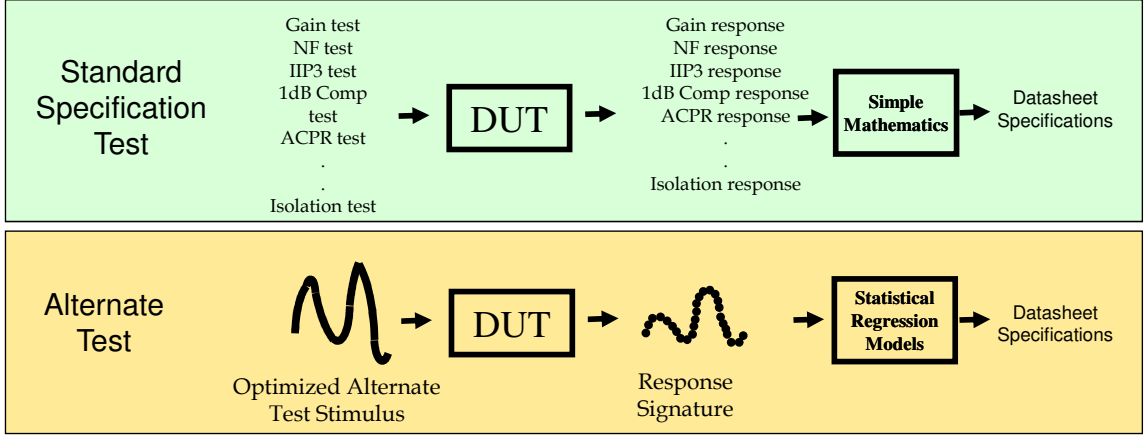 Standard
Specification
Test
Gain test
NF test
IIP3 test
1dB Comp
test
ACPR test
.
.
Isolation test
DUT
Gain response
NF response
IIP3 response
1dB Comp response
ACPR response
.
.
Isolation response
Simple
Mathematics
Datasheet
Specifications
Alternate
Test
Optimized Alternate
Test Stimulus
DUT
Response
Signature
Statistical
Regression
Models
Datasheet
Specifications